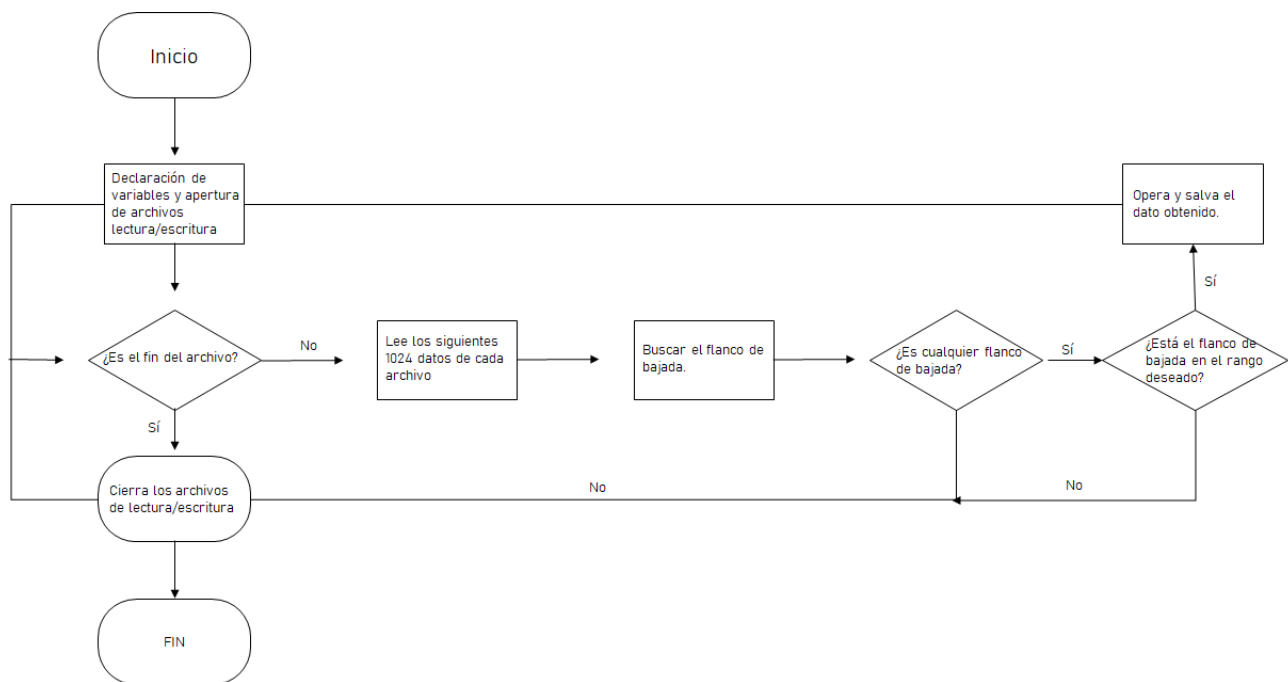 Inicio
Declaración de
variables y apertura
de archivos
lectura/escritura
Opera y salva el
dato obtenido.
Sí
¿Es el fin del archivo?
No
Lee los siguientes
1024 datos de cada
archivo
Buscar el flanco de
bajada.
¿Es cualquier flanco
de bajada?
Sí
¿Está el flanco de
bajada en el rango
deseado?
Sí
Cierra los archivos
de lectura/escritura
No
No
FIN